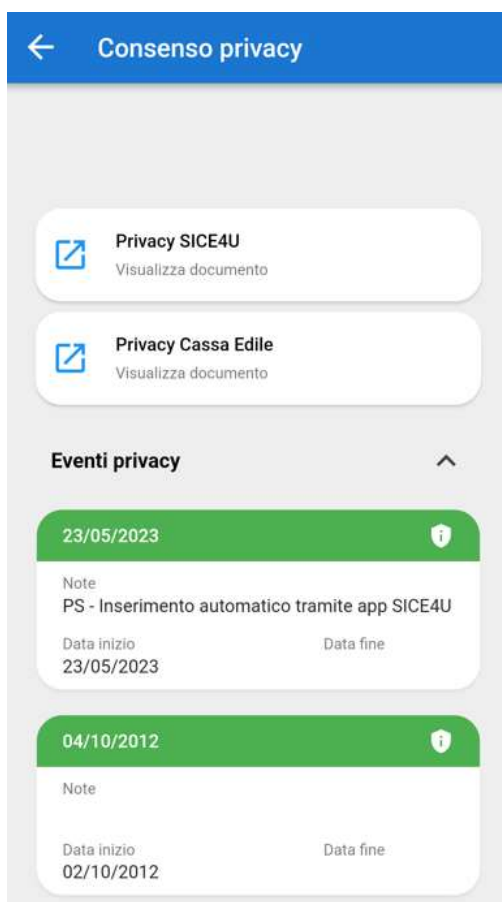 Consenso privacy
Privacy SICE4U
Visualizza documento
Privacy Cassa Edile
Visualizza documento
Eventi privacy
23/05/2023
Note
PS - Inserimento automatico tramite app SICE4U
Data inizio Data fine
23/05/2023
04/10/2012
Note
Data inizio Data fine
02/10/2012